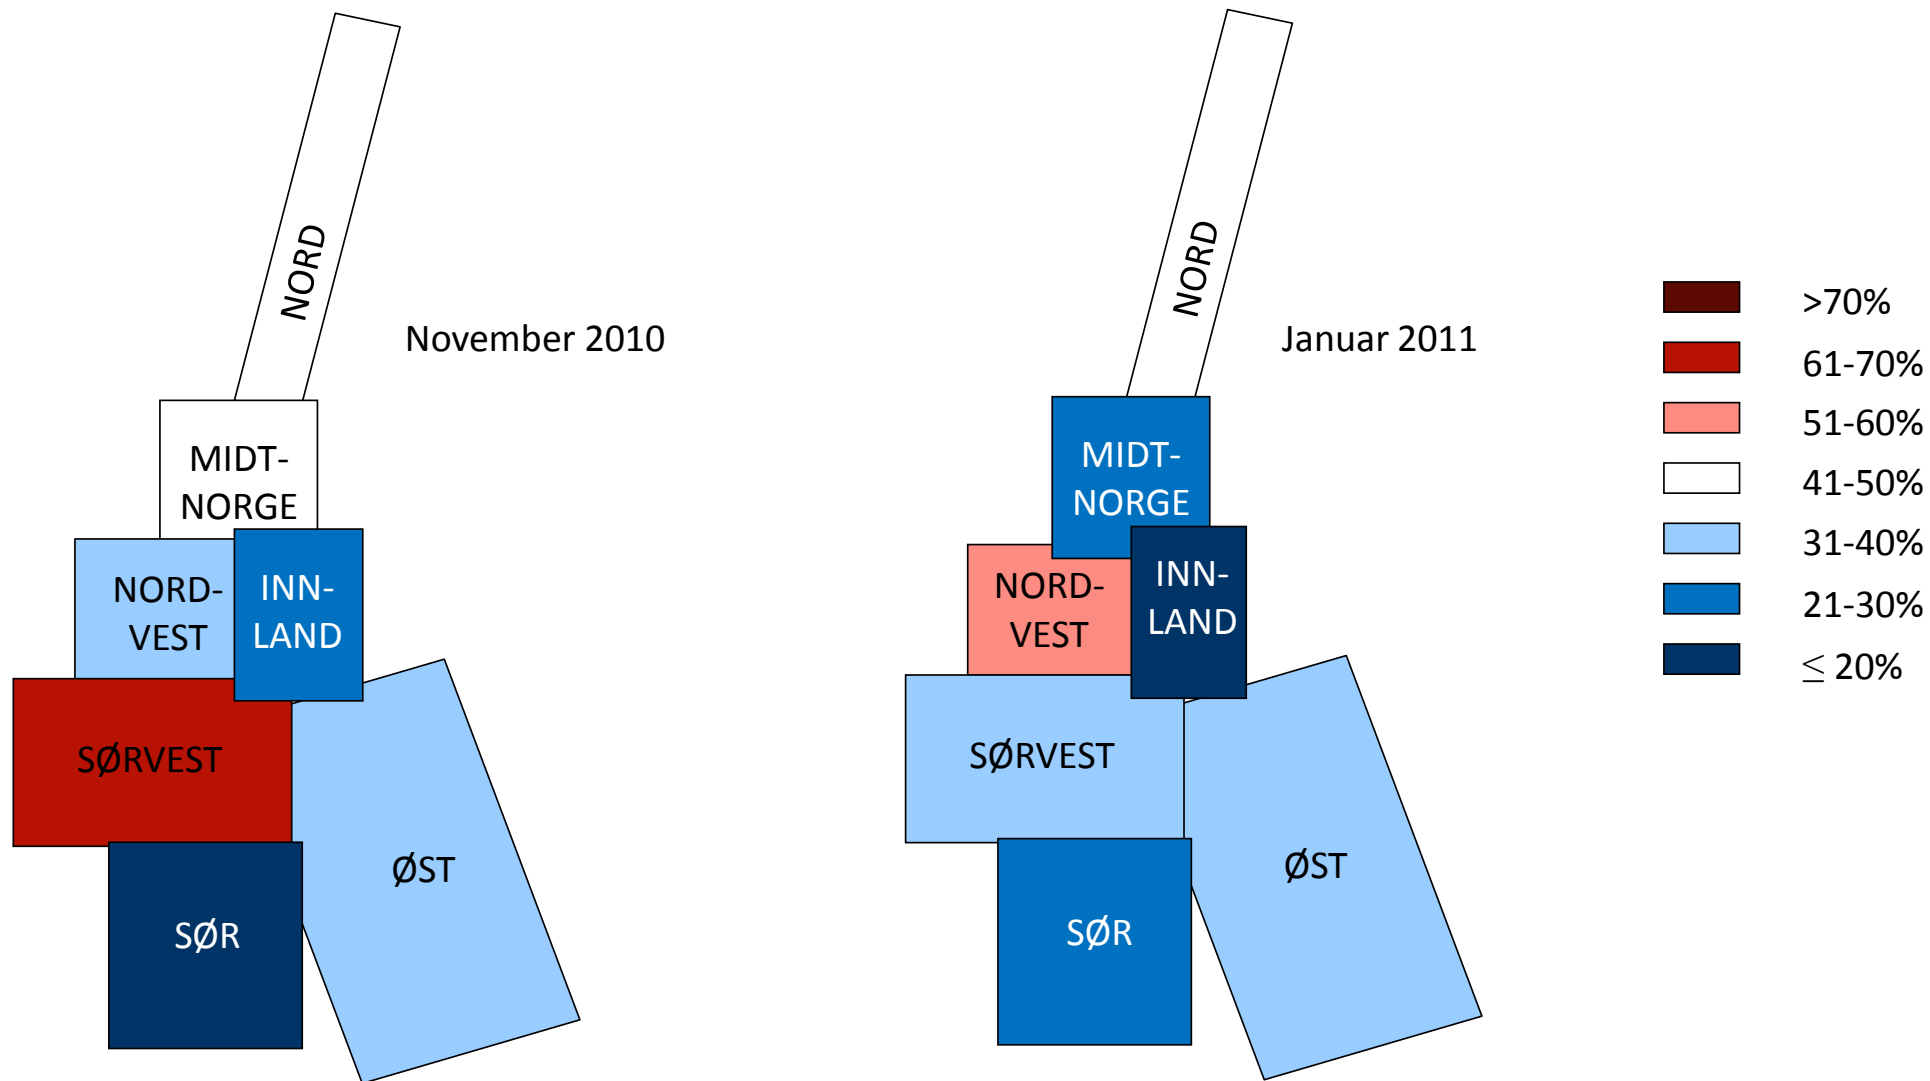 NORD
November 2010
MIDT-
NORGE
NORD-
VEST
INN-
LAND
SØRVEST
ØST
SØR
NORD
Januar 2011
MIDT-
NORGE
NORD-
VEST
INN-
LAND
SØRVEST
ØST
SØR
>70%
61-70%
51-60%
41-50%
31-40%
21-30%
≤ 20%